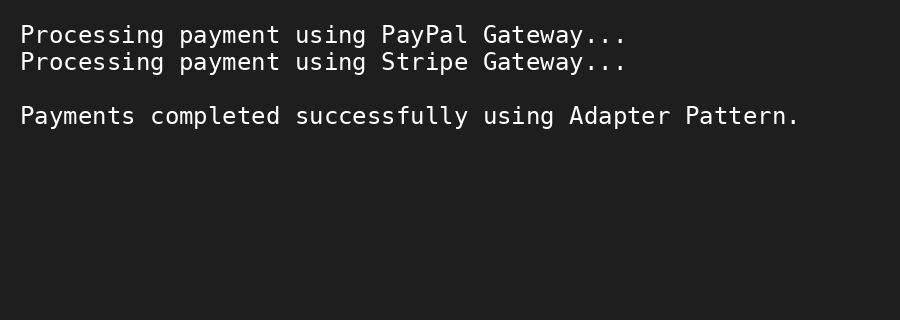 Processing payment using PayPal Gateway...
Processing payment using Stripe Gateway...
Payments completed successfully using Adapter Pattern.